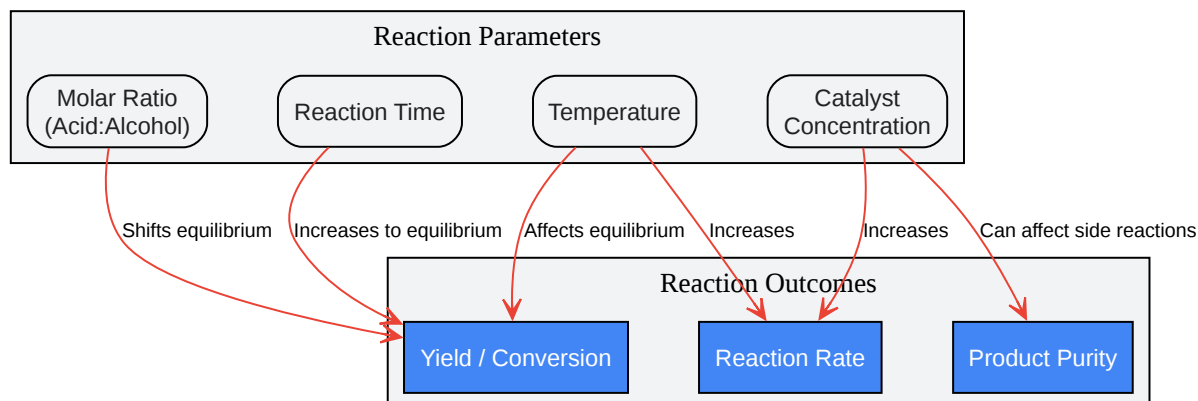 Reaction Parameters
Molar Ratio
(Acid:Alcohol)
Reaction Time
Temperature
Catalyst
Concentration
Shifts equilibrium
Increases to equilibrium
Affects equilibrium
Increases
Increases
Can affect side reactions
Reaction Outcomes
Yield / Conversion
Reaction Rate
Product Purity